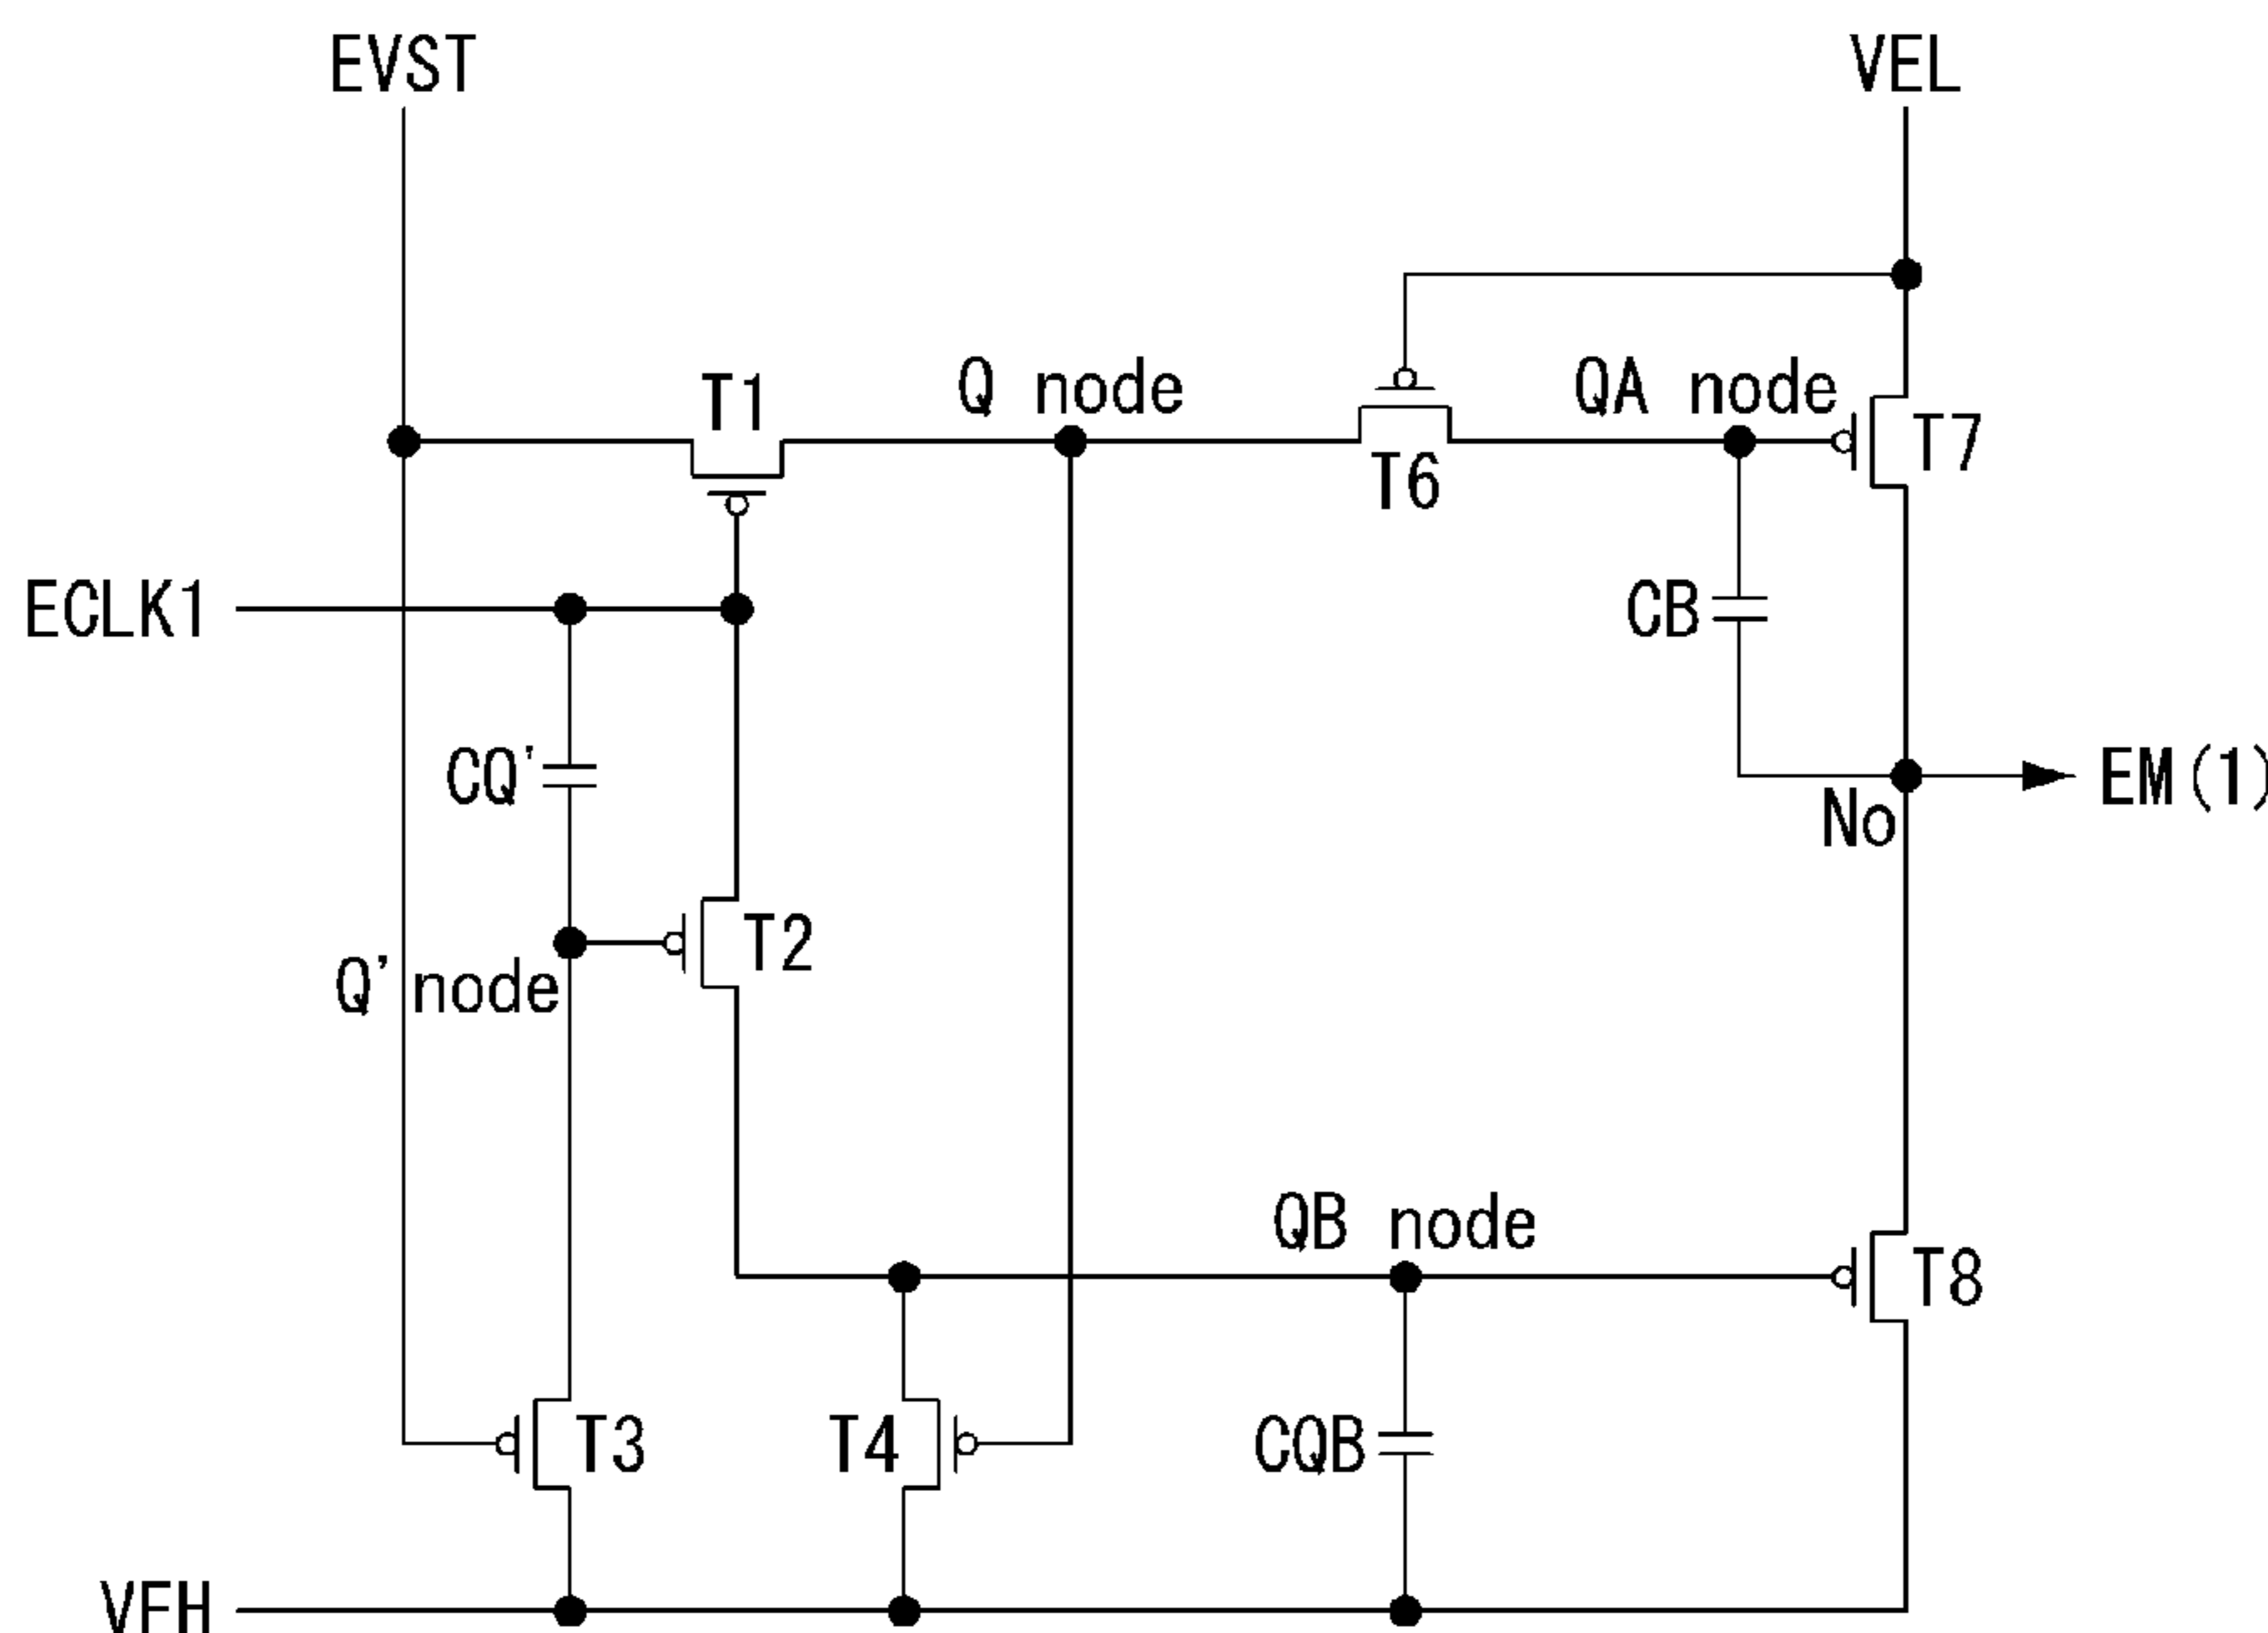 EVST
VEL
T1
Q node
QA node
T7
T6
ECLK1
CB
CQ'
EM(1)
No
T2
Q' node
QB node
T8
T3
T4
CQB
VEH